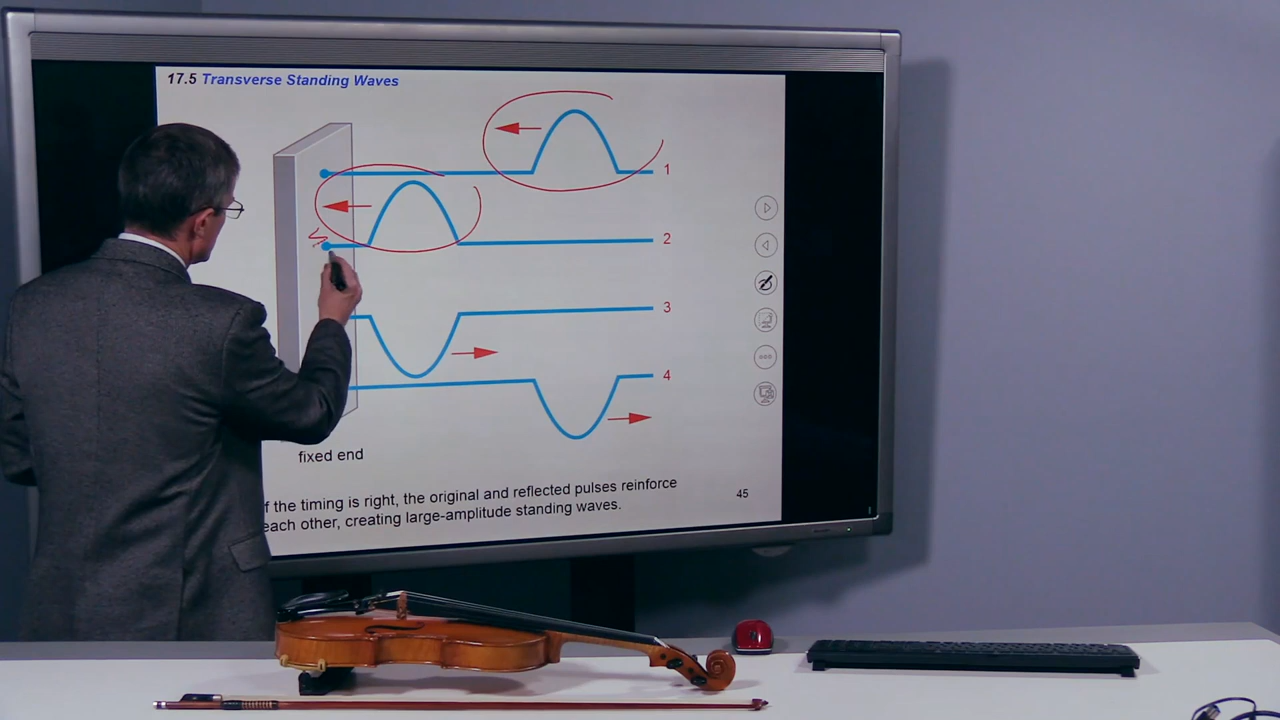 17.5 Transverse Standing Waves
1
2
3
4
fixed end
f the timing is right, the original and reflected pulses reinforce
each other, creating large-amplitude standing waves.
45